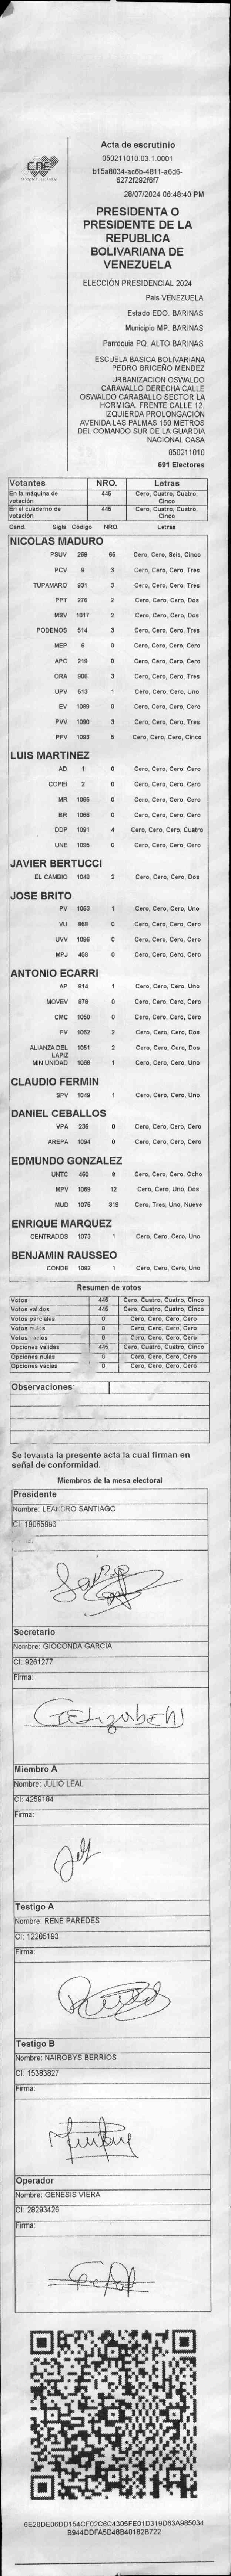 Acta de escrutinio
CNE
050211010.03.1.0001
b15a8034-ac6b-4811-a6d6-
6272f292f6f7
28/07/2024 06:48:40 PM
PRESIDENTA O
PRESIDENTE DE LA
REPUBLICA
BOLIVARIANA DE
VENEZUELA
ELECCIÓN PRESIDENCIAL 2024
País VENEZUELA
Estado EDO. BARINAS
Municipio MP. BARINAS
Parroquia PQ. ALTO BARINAS
ESCUELA BASICA BOLIVARIANA
PEDRO BRICEÑO MENDEZ
URBANIZACION OSWALDO
CARAVALLO DERECHA CALLE
OSWALDO CARABALLO SECTOR LA
HORMIGA. FRENTE CALLE 12.
IZQUIERDA PROLONGACIÓN
AVENIDA LAS PALMAS 150 METROS
DEL COMANDO SUR DE LA GUARDIA
NACIONAL CASA
050211010
691 Electores
Votantes NRO. Letras
En la máquina de votación 445 Cero, Cuatro, Cuatro, Cinco
En el cuaderno de votación 445 Cero, Cuatro, Cuatro, Cinco
Cand. Sigla Código NRO. Letras
NICOLAS MADURO
PSUV 269 65 Cero, Cero, Seis, Cinco
PCV 9 3 Cero, Cero, Cero, Tres
TUPAMARO 931 3 Cero, Cero, Cero, Tres
PPT 276 2 Cero, Cero, Cero, Dos
MSV 1017 2 Cero, Cero, Cero, Dos
PODEMOS 514 3 Cero, Cero, Cero, Tres
MEP 6 0 Cero, Cero, Cero, Cero
APC 219 0 Cero, Cero, Cero, Cero
ORA 906 3 Cero, Cero, Cero, Tres
UPV 613 1 Cero, Cero, Cero, Uno
EV 1089 0 Cero, Cero, Cero, Cero
PVV 1090 3 Cero, Cero, Cero, Tres
PFV 1093 5 Cero, Cero, Cero, Cinco
LUIS MARTINEZ
AD 1 0 Cero, Cero, Cero, Cero
COPEI 2 0 Cero, Cero, Cero, Cero
MR 1065 0 Cero, Cero, Cero, Cero
BR 1066 0 Cero, Cero, Cero, Cero
DDP 1091 4 Cero, Cero, Cero, Cuatro
UNE 1095 0 Cero, Cero, Cero, Cero
JAVIER BERTUCCI
EL CAMBIO 1048 2 Cero, Cero, Cero, Dos
JOSE BRITO
PV 1053 1 Cero, Cero, Cero, Uno
VU 868 0 Cero, Cero, Cero, Cero
UVV 1096 0 Cero, Cero, Cero, Cero
MPJ 458 0 Cero, Cero, Cero, Cero
ANTONIO ECARRI
AP 814 1 Cero, Cero, Cero, Uno
MOVEV 978 0 Cero, Cero, Cero, Cero
CMC 1050 0 Cero, Cero, Cero, Cero
FV 1062 2 Cero, Cero, Cero, Dos
ALIANZA DEL LAPIZ 1051 2 Cero, Cero, Cero, Dos
MIN UNIDAD 1056 1 Cero, Cero, Cero, Uno
CLAUDIO FERMIN
SPV 1049 1 Cero, Cero, Cero, Uno
DANIEL CEBALLOS
VPA 236 0 Cero, Cero, Cero, Cero
AREPA 1094 0 Cero, Cero, Cero, Cero
EDMUNDO GONZALEZ
UNTC 460 8 Cero, Cero, Cero, Ocho
MPV 1069 12 Cero, Cero, Uno, Dos
MUD 1075 319 Cero, Tres, Uno, Nueve
ENRIQUE MARQUEZ
CENTRADOS 1073 1 Cero, Cero, Cero, Uno
BENJAMIN RAUSSEO
CONDE 1092 1 Cero, Cero, Cero, Uno
Resumen de votos
Votos 445 Cero, Cuatro, Cuatro, Cinco
Votos validos 445 Cero, Cuatro, Cuatro, Cinco
Votos parciales 0 Cero, Cero, Cero, Cero
Votos nulos 0 Cero, Cero, Cero, Cero
Votos vacios 0 Cero, Cero, Cero, Cero
Opciones validas 445 Cero, Cuatro, Cuatro, Cinco
Opciones nulas 0 Cero, Cero, Cero, Cero
Opciones vacias 0 Cero, Cero, Cero, Cero
Observaciones:
Se levanta la presente acta la cual firman en
señal de conformidad.
Miembros de la mesa electoral
Presidente
Nombre: LEANDRO SANTIAGO
CI: 19065993
Secretario
Nombre: GIOCONDA GARCIA
CI: 9261277
Firma:
Miembro A
Nombre: JULIO LEAL
CI: 4259184
Firma:
Testigo A
Nombre: RENE PAREDES
CI: 12205193
Firma:
Testigo B
Nombre: NAIROBYS BERRIOS
CI: 15383827
Firma:
Operador
Nombre: GENESIS VIERA
CI: 28293426
Firma:
6E20DE06DD154CF02C6C4305FE01D319D63A985034
B944DDFA5D48B40182B722